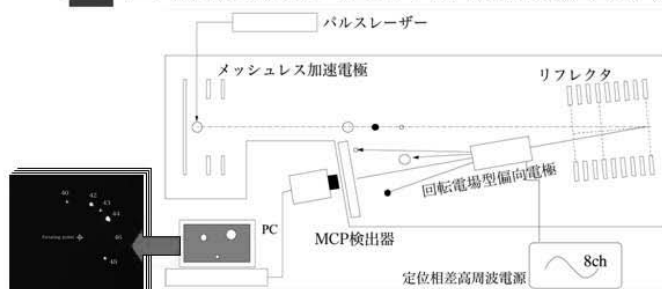 パルスレーザー
メッシュレス加速電極
リフレクタ
回転電場型偏向電極
MCP検出器
PC
定位相差高周波電源
8ch
40
42
43
44
46
48